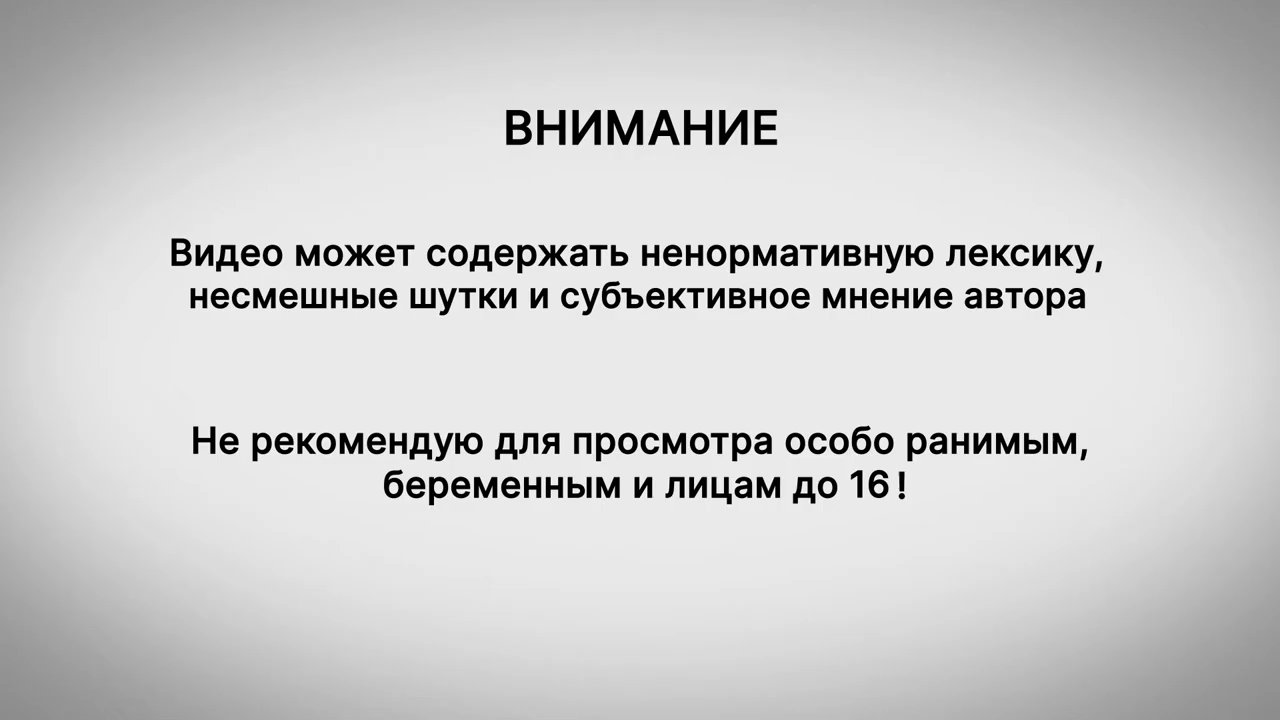 ВНИМАНИЕ
Видео может содержать ненормативную лексику,
несмешные шутки и субъективное мнение автора
Не рекомендую для просмотра особо ранимым,
беременным и лицам до 16!